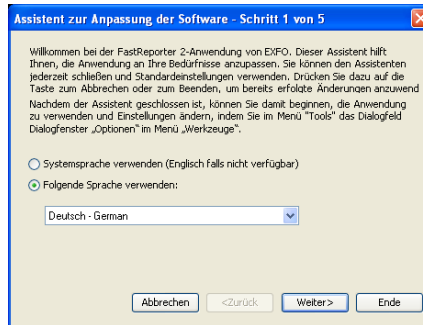 Assistent zur Anpassung der Software - Schritt 1 von 5
Willkommen bei der FastReporter 2-Anwendung von EXFO. Dieser Assistent hilft
Ihnen, die Anwendung an Ihre Bedürfnisse anzupassen. Sie können den Assistenten
jederzeit schließen und Standardeinstellungen verwenden. Drücken Sie dazu auf die
Taste zum Abbrechen oder zum Beenden, um bereits erfolgte Änderungen anzuwend
Nachdem der Assistent geschlossen ist, können Sie damit beginnen, die Anwendung
zu verwenden und Einstellungen ändern, indem Sie im Menü "Tools" das Dialogfeld
Dialogfenster „Optionen" im Menü „Werkzeuge".
Systemsprache verwenden (Englisch falls nicht verfügbar)
Folgende Sprache verwenden:
Deutsch - German
Abbrechen <Zurück Weiter> Ende